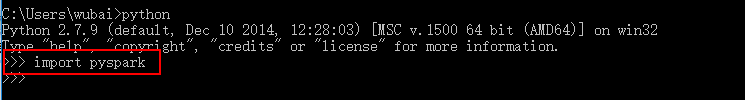 C:\Users\wubai>python
Python 2.7.9 (default, Dec 10 2014, 12:28:03) [MSC v.1500 64 bit (AMD64)] on win32
Type "help", "copyright", "credits" or "license" for more information.
>>> import pyspark
>>>